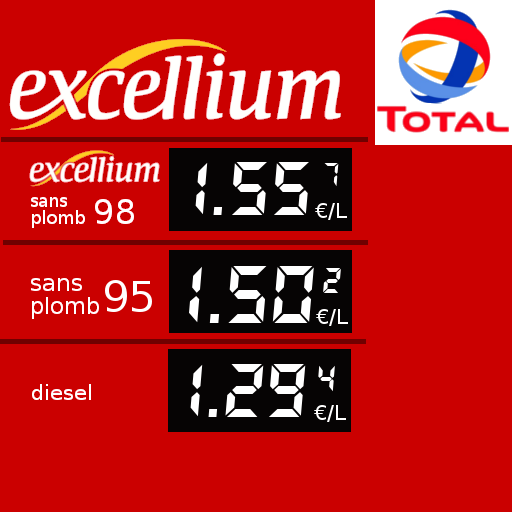 excellium
TOTAL
excellium
sans
plomb 98
1.55 7
€/L
sans
plomb 95
1.50 2
€/L
diesel
1.29 4
€/L